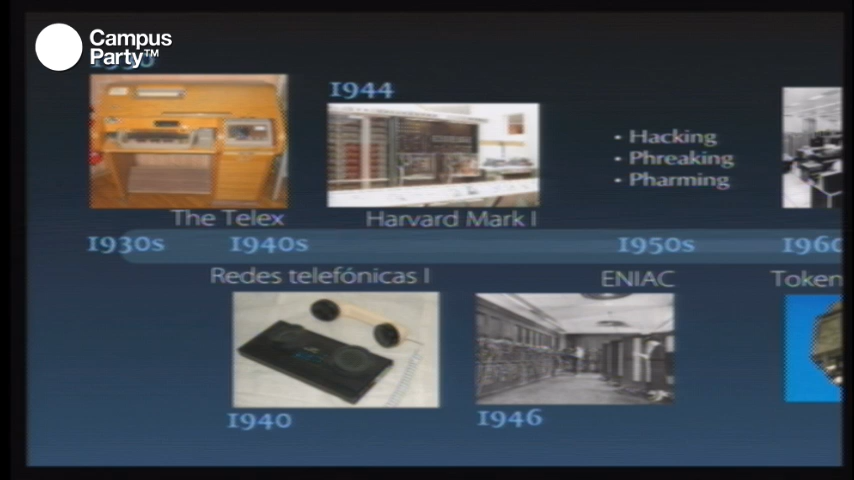 Campus
Party™
1944
• Hacking
• Phreaking
• Pharming
The Telex
Harvard Mark I
1930s
1940s
1950s
1960
Redes telefónicas I
ENIAC
Token
1940
1946